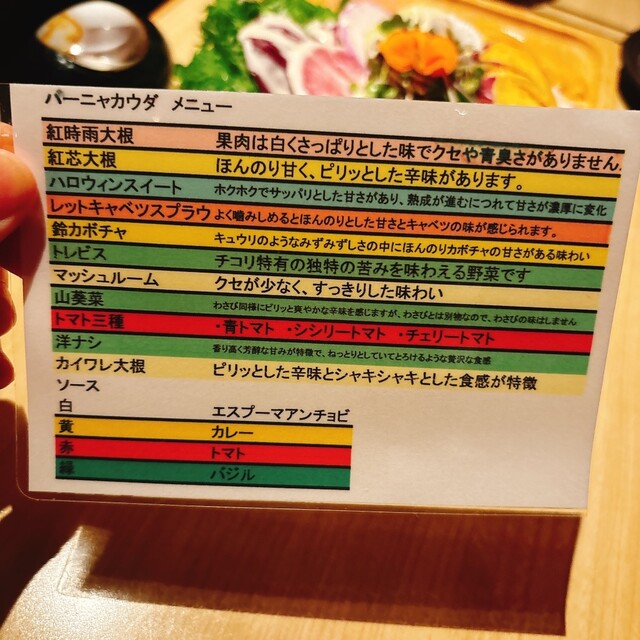 バーニャカウダ メニュー
紅時雨大根 果肉は白くさっぱりとした味でクセや青臭さがありません。
紅芯大根 ほんのり甘く、ピリッとした辛味があります。
ハロウィンスイート ホクホクでサッパリとした甘さがあり、熟成が進むにつれて甘さが濃厚に変化
レットキャベツスプラウ よく噛みしめるとほんのりとした甘さとキャベツの味が感じられます。
鈴カボチャ キュウリのようなみずみずしさの中にほんのりカボチャの甘さがある味わい
トレビス チコリ特有の独特の苦みを味わえる野菜です
マッシュルーム クセが少なく、すっきりした味わい
山葵菜 わさび同様にピリッと爽やかな辛味を感じますが、わさびとは別物なので、わさびの味はしません
トマト三種 ・青トマト ・シシリートマト ・チェリートマト
洋ナシ 香り高く芳醇な甘みが特徴で、ねっとりとしていてとろけるような贅沢な食感
カイワレ大根 ピリッとした辛味とシャキシャキとした食感が特徴
ソース
白 エスプーマアンチョビ
黄 カレー
赤 トマト
緑 バジル